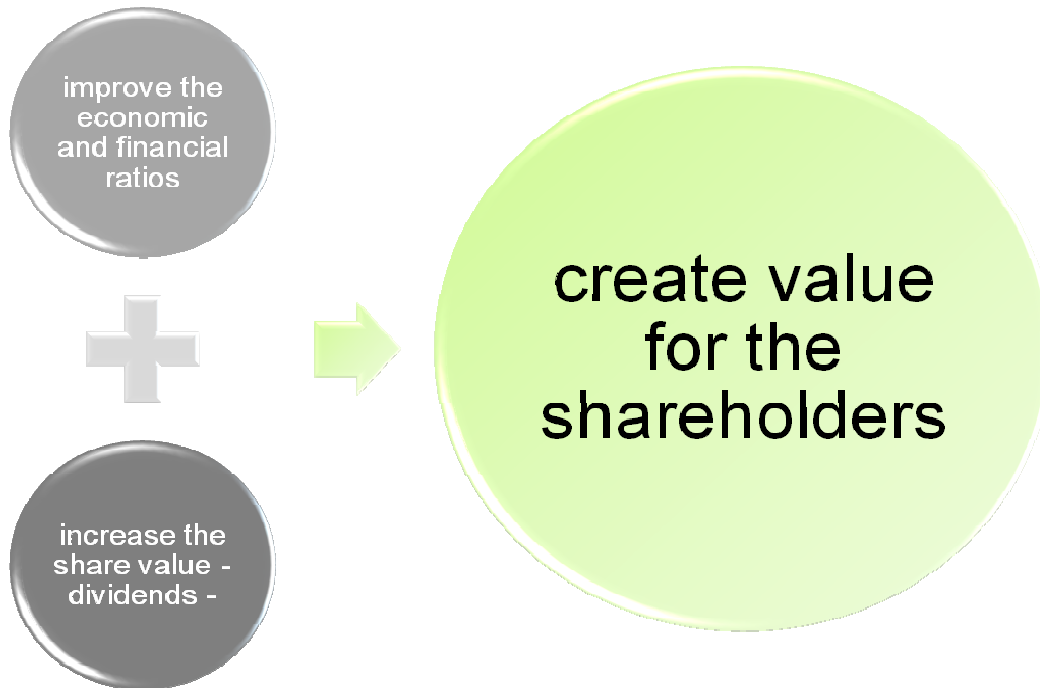 improve the
economic
and financial
ratios
increase the
share value -
dividends -
create value
for the
shareholders